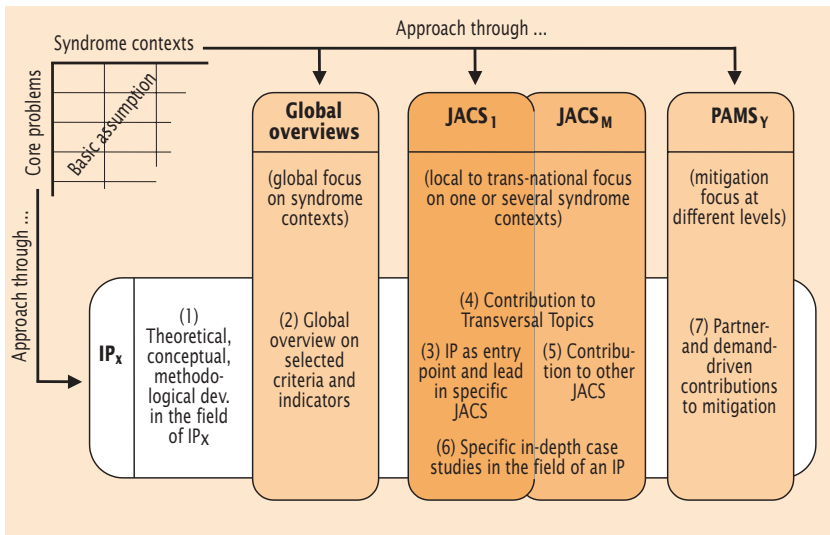 Approach through ...
Syndrome contexts
Core problems
Basic assumption
Approach through ...
Global
overviews
(global focus
on syndrome
contexts)
JACS1
JACSM
(local to trans-national focus
on one or several syndrome
contexts)
PAMSY
(mitigation
focus at
different levels)
IPx
(1)
Theoretical,
conceptual,
methodo-
logical dev.
in the field
of IPx
(2) Global
overview on
selected
criteria and
indicators
(4) Contribution to
Transversal Topics
(3) IP as entry
point and lead
in specific
JACS
(5) Contribu-
tion to other
JACS
(6) Specific in-depth case
studies in the field of an IP
(7) Partner-
and demand-
driven
contributions
to mitigation